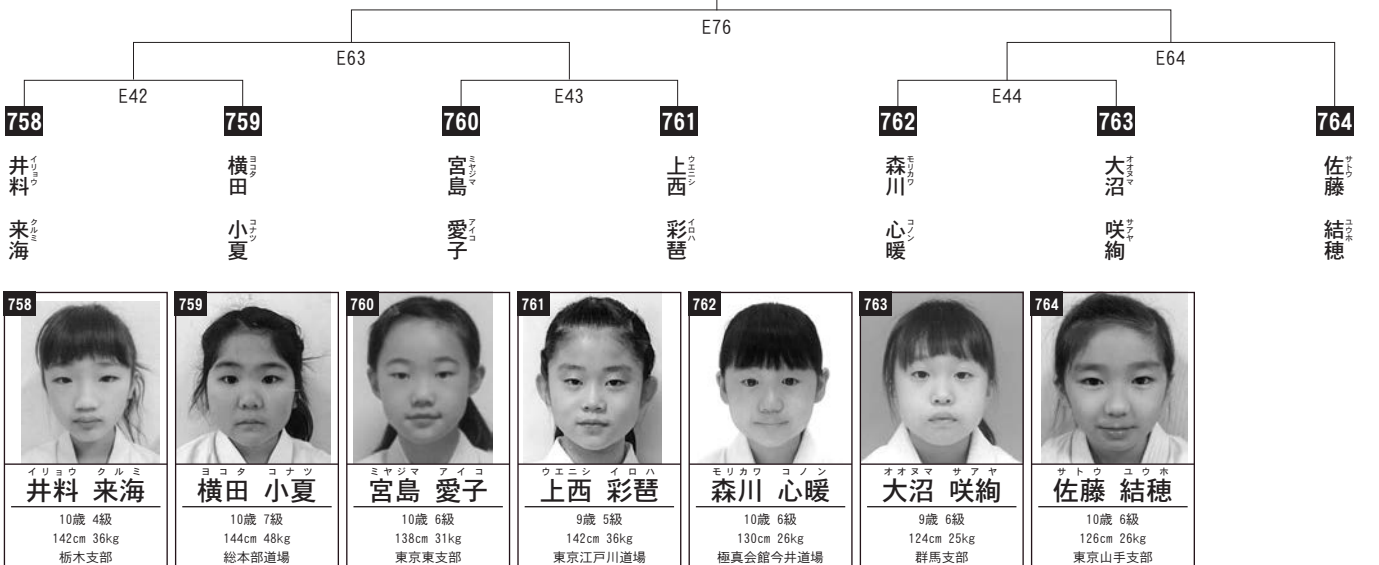 E76
E63
E64
E42
E43
E44
758
759
760
761
762
763
764
井料 来海
イリョウ クルミ
横田 小夏
ヨコタ コナツ
宮島 愛子
ミヤジマ アイコ
上西 彩琶
ウエニシ イロハ
森川 心暖
モリカワ コノン
大沼 咲絢
オオヌマ サアヤ
佐藤 結穂
サトウ ユウホ
758
イリョウ クルミ
井料 来海
10歳 4級
142cm 36kg
栃木支部
759
ヨコタ コナツ
横田 小夏
10歳 7級
144cm 48kg
総本部道場
760
ミヤジマ アイコ
宮島 愛子
10歳 6級
138cm 31kg
東京東支部
761
ウエニシ イロハ
上西 彩琶
9歳 5級
142cm 36kg
東京江戸川道場
762
モリカワ コノン
森川 心暖
10歳 6級
130cm 26kg
極真会館今井道場
763
オオヌマ サアヤ
大沼 咲絢
9歳 6級
124cm 25kg
群馬支部
764
サトウ ユウホ
佐藤 結穂
10歳 6級
126cm 26kg
東京山手支部